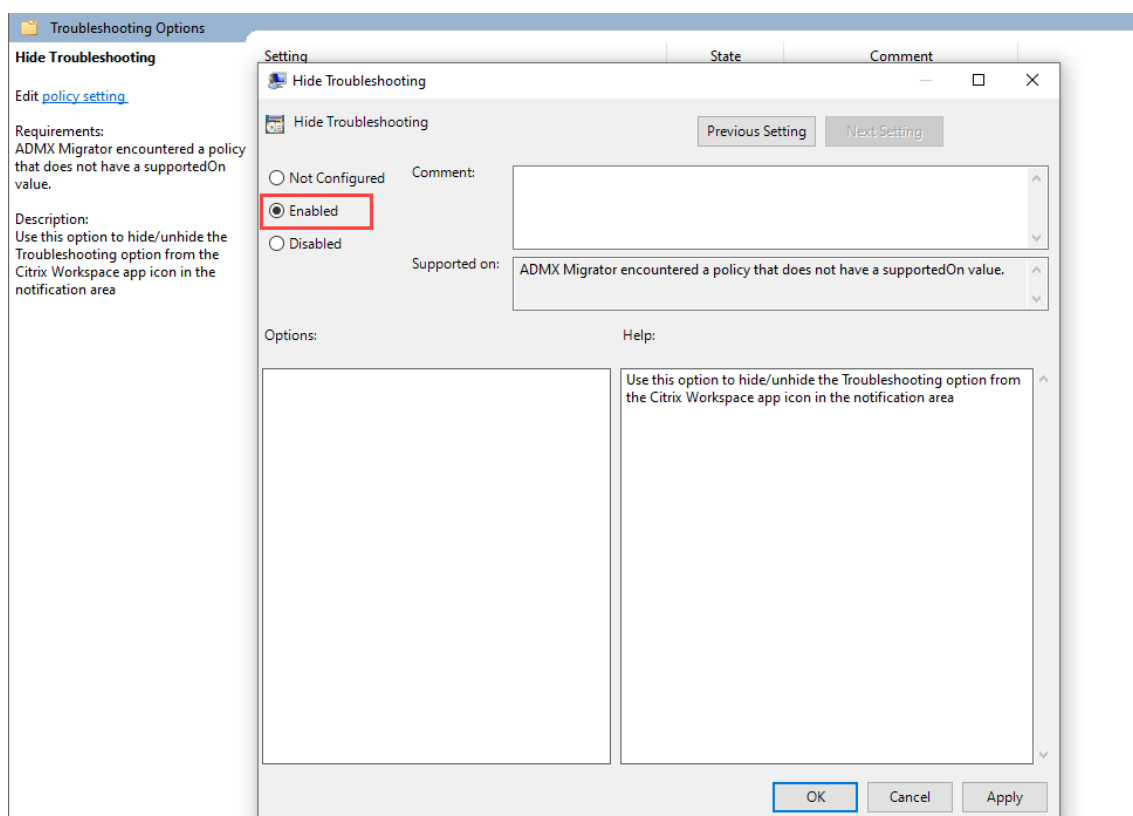 Troubleshooting Options
Hide Troubleshooting
Edit policy setting
Requirements:
ADMX Migrator encountered a policy
that does not have a supportedOn
value.
Description:
Use this option to hide/unhide the
Troubleshooting option from the
Citrix Workspace app icon in the
notification area
Setting State Comment
Hide Troubleshooting
Hide Troubleshooting
Previous Setting Next Setting
Not Configured
Enabled
Disabled
Comment:
Supported on:
ADMX Migrator encountered a policy that does not have a supportedOn value.
Options:
Help:
Use this option to hide/unhide the Troubleshooting option from
the Citrix Workspace app icon in the notification area
OK Cancel Apply